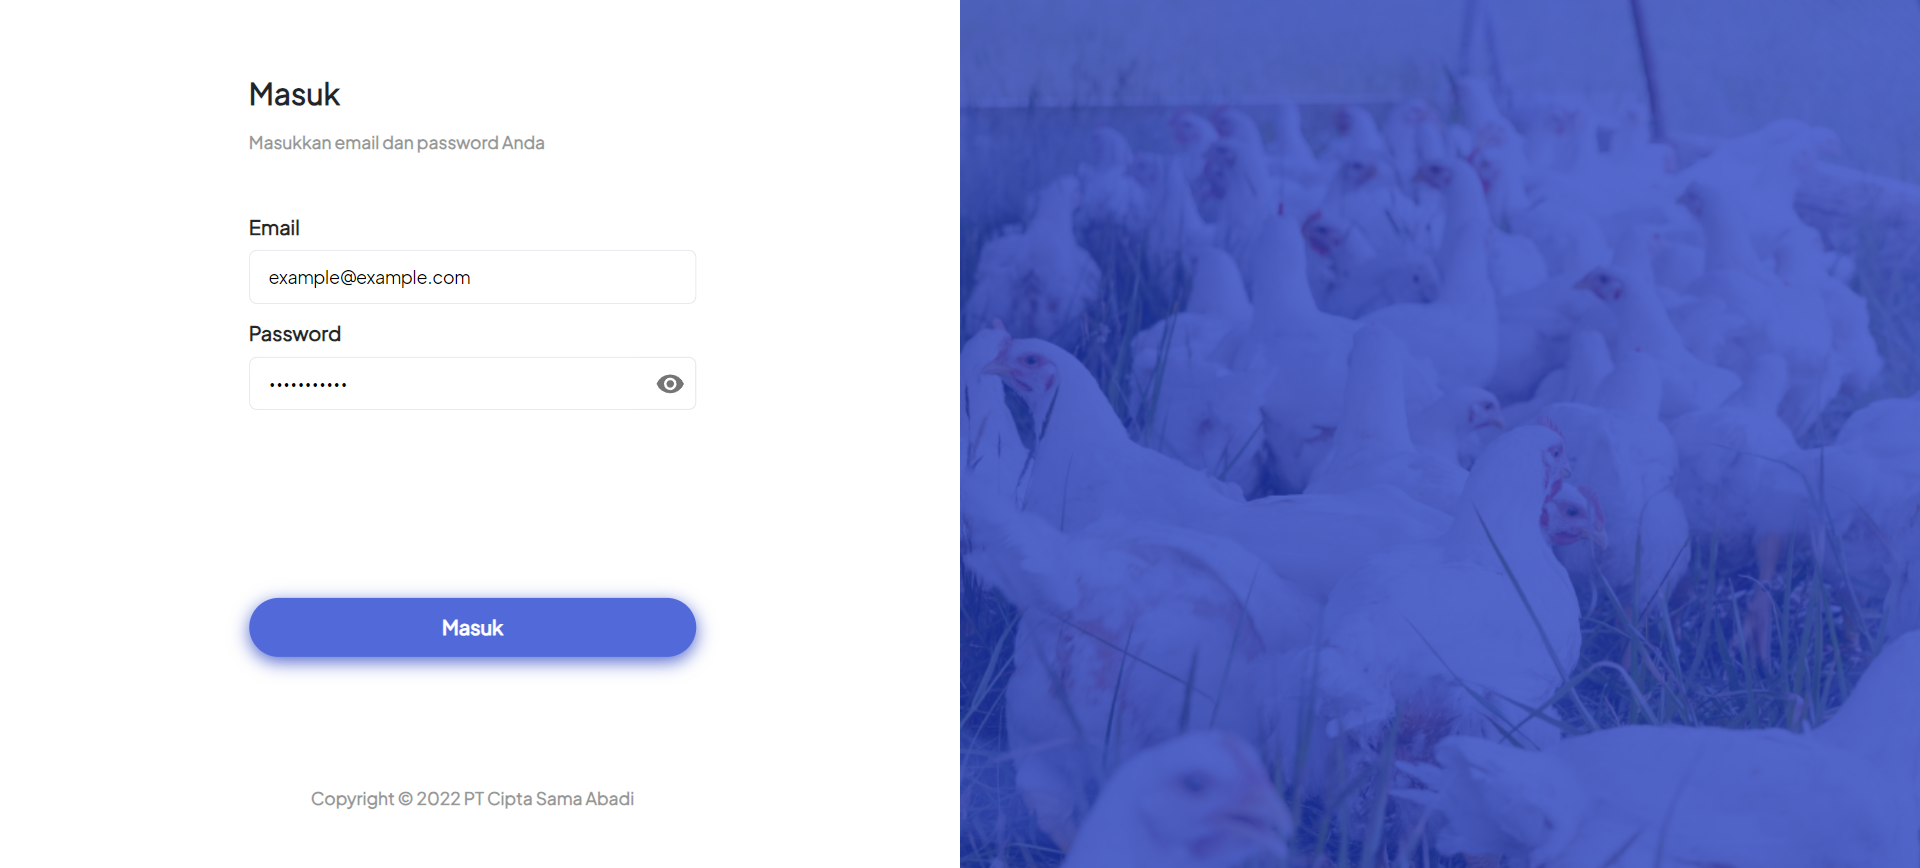 Masuk
Masukkan email dan password Anda
Email
example@example.com
Password
•••••••••••
Masuk
Copyright © 2022 PT Cipta Sama Abadi